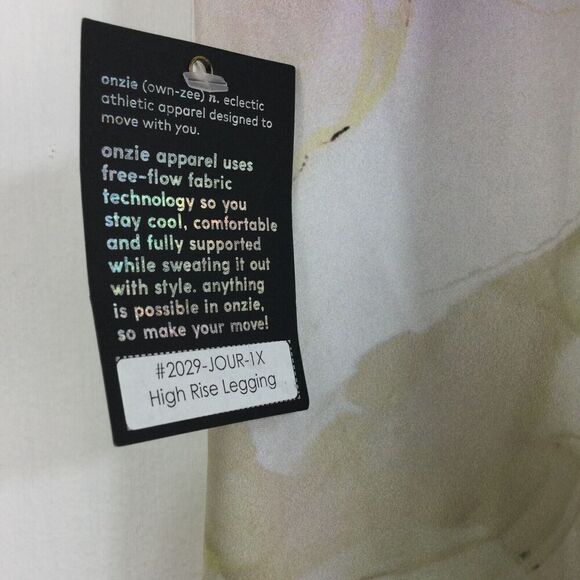 onzie (own-zee) n. eclectic
athletic apparel designed to
move with you.
onzie apparel uses
free-flow fabric
technology so you
stay cool, comfortable
and fully supported
while sweating it out
with style. anything
is possible in onzie,
so make your move!
#2029-JOUR-1X
High Rise Legging